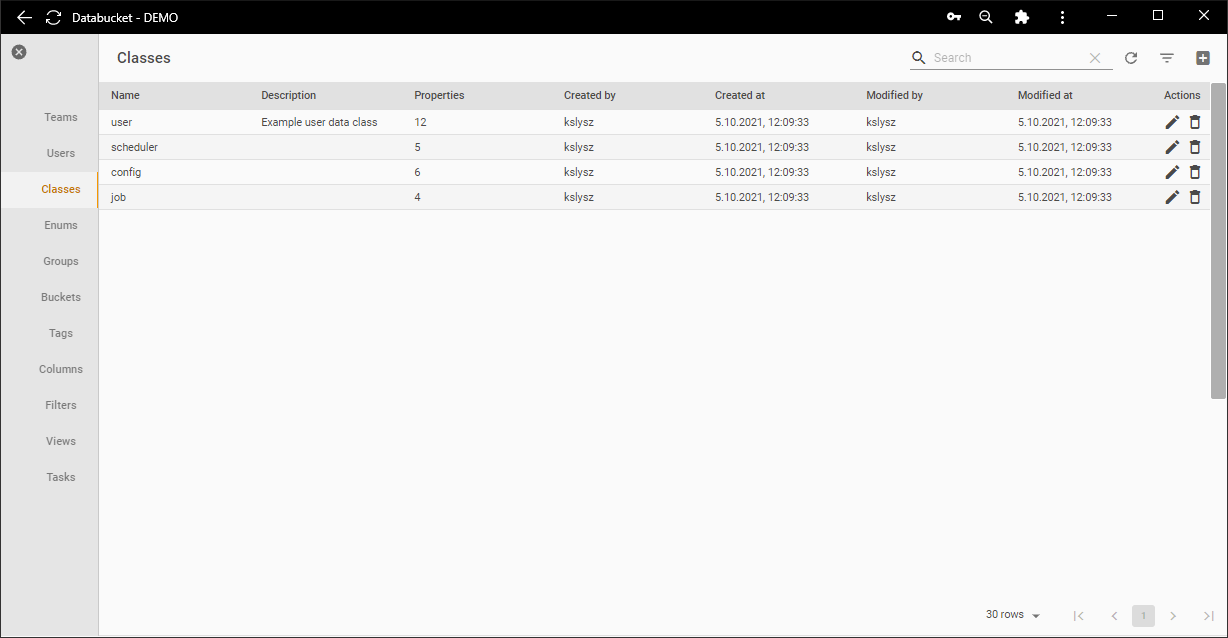 Databucket - DEMO
Classes
Search
Name Description Properties Created by Created at Modified by Modified at Actions
user Example user data class 12 kslysz 5.10.2021, 12:09:33 kslysz 5.10.2021, 12:09:33
scheduler 5 kslysz 5.10.2021, 12:09:33 kslysz 5.10.2021, 12:09:33
config 6 kslysz 5.10.2021, 12:09:33 kslysz 5.10.2021, 12:09:33
job 4 kslysz 5.10.2021, 12:09:33 kslysz 5.10.2021, 12:09:33
Teams
Users
Classes
Enums
Groups
Buckets
Tags
Columns
Filters
Views
Tasks
30 rows
1